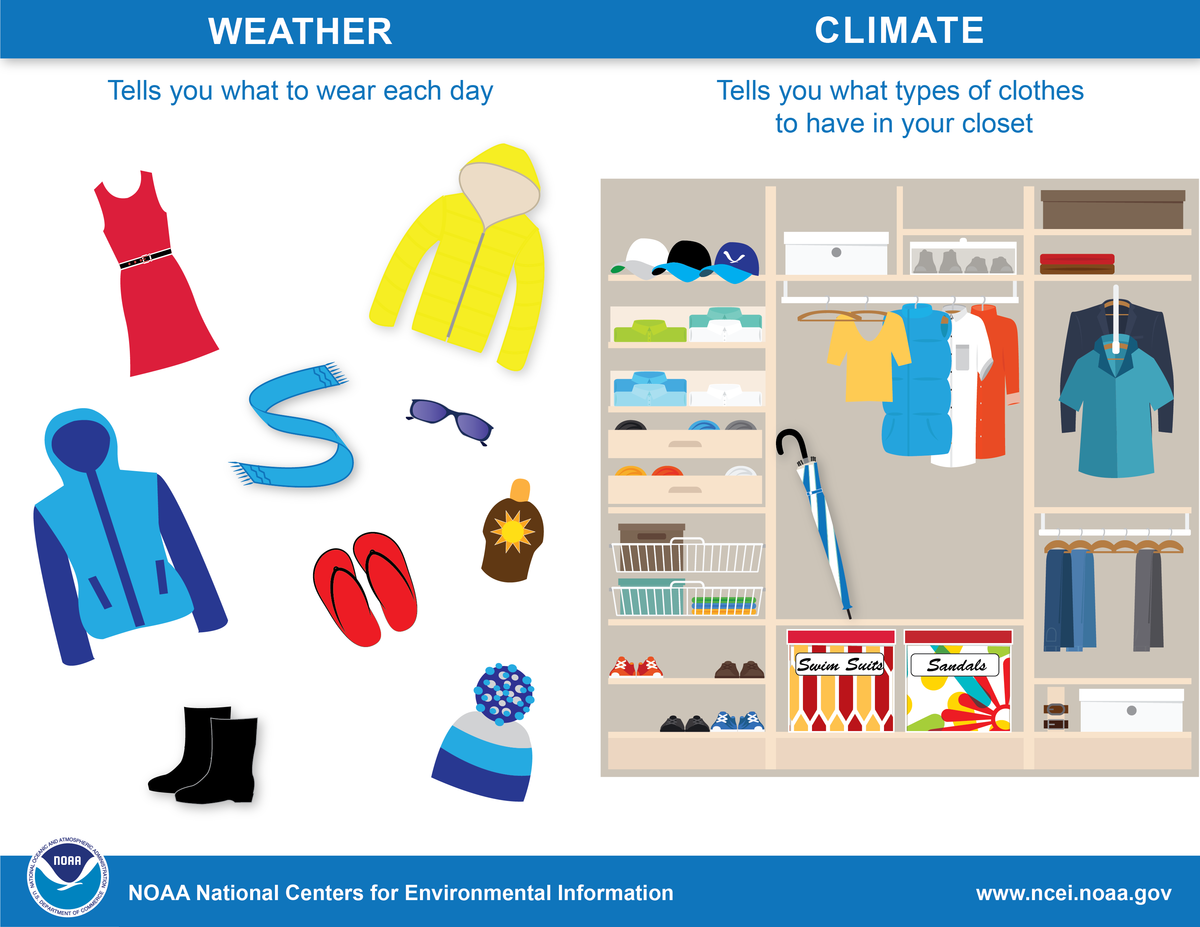 WEATHER
Tells you what to wear each day
CLIMATE
Tells you what types of clothes
to have in your closet
Swim Suits
Sandals
NATIONAL OCEANIC AND ATMOSPHERIC ADMINISTRATION
NOAA
U.S. DEPARTMENT OF COMMERCE
NOAA National Centers for Environmental Information
www.ncei.noaa.gov